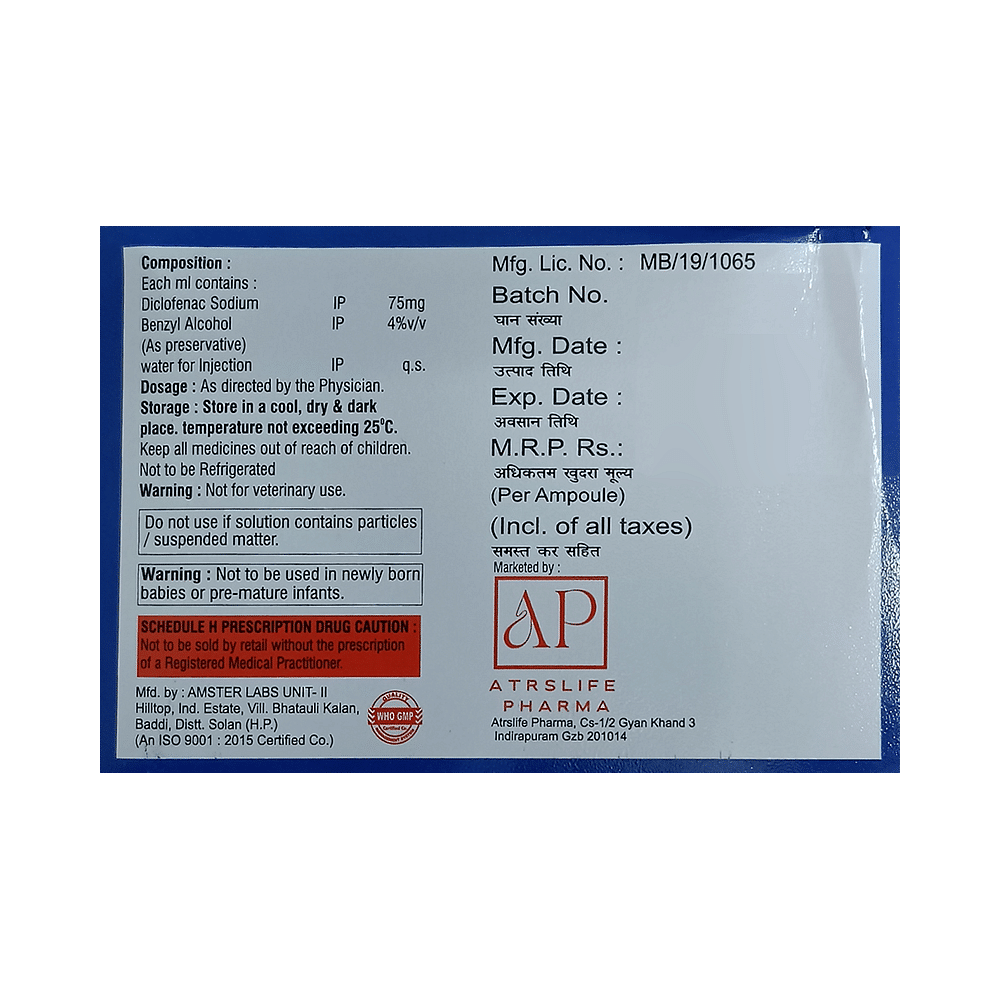 Composition :
Each ml contains :
Diclofenac Sodium IP 75mg
Benzyl Alcohol IP 4%v/v
(As preservative)
water for Injection IP q.s.
Dosage : As directed by the Physician.
Storage : Store in a cool, dry & dark
place. temperature not exceeding 25⁰C.
Keep all medicines out of reach of children.
Not to be Refrigerated
Warning : Not for veterinary use.
Do not use if solution contains particles
/ suspended matter.
Warning : Not to be used in newly born
babies or pre-mature infants.
SCHEDULE H PRESCRIPTION DRUG CAUTION :
Not to be sold by retail without the prescription
of a Registered Medical Practitioner.
Mfd. by : AMSTER LABS UNIT- II
Hilltop, Ind. Estate, Vill. Bhatauli Kalan,
Baddi, Distt. Solan (H.P.)
(An ISO 9001 : 2015 Certified Co.)
QUALITY
WHO GMP
Certified Co.
Mfg. Lic. No. : MB/19/1065
Batch No.
घान संख्या
Mfg. Date :
उत्पाद तिथि
Exp. Date :
अवसान तिथि
M.R.P. Rs.:
अधिकतम खुदरा मूल्य
(Per Ampoule)
(Incl. of all taxes)
समस्त कर सहित
Marketed by :
AP
ATRSLIFE
PHARMA
Atrslife Pharma, Cs-1/2 Gyan Khand 3
Indirapuram Gzb 201014